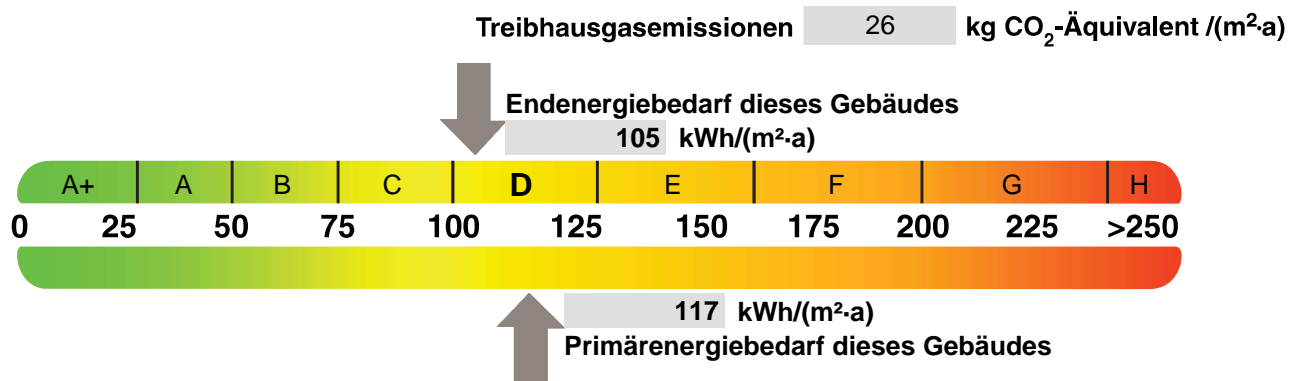 Treibhausgasemissionen 26 kg CO₂-Äquivalent /(m²·a)
Endenergiebedarf dieses Gebäudes
105 kWh/(m²·a)
A+ A B C D E F G H
0 25 50 75 100 125 150 175 200 225 >250
117 kWh/(m²·a)
Primärenergiebedarf dieses Gebäudes